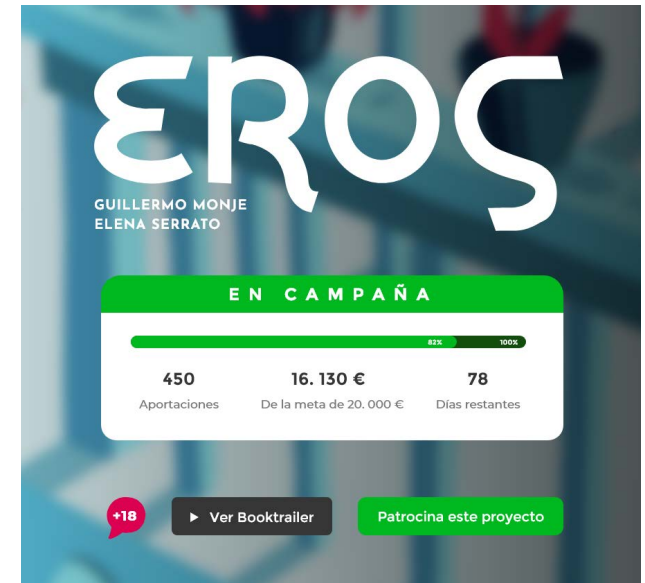 EROS
GUILLERMO MONJE
ELENA SERRATO
EN CAMPAÑA
82% 100%
450 16. 130 € 78
Aportaciones De la meta de 20. 000 € Días restantes
+18 Ver Booktrailer Patrocina este proyecto